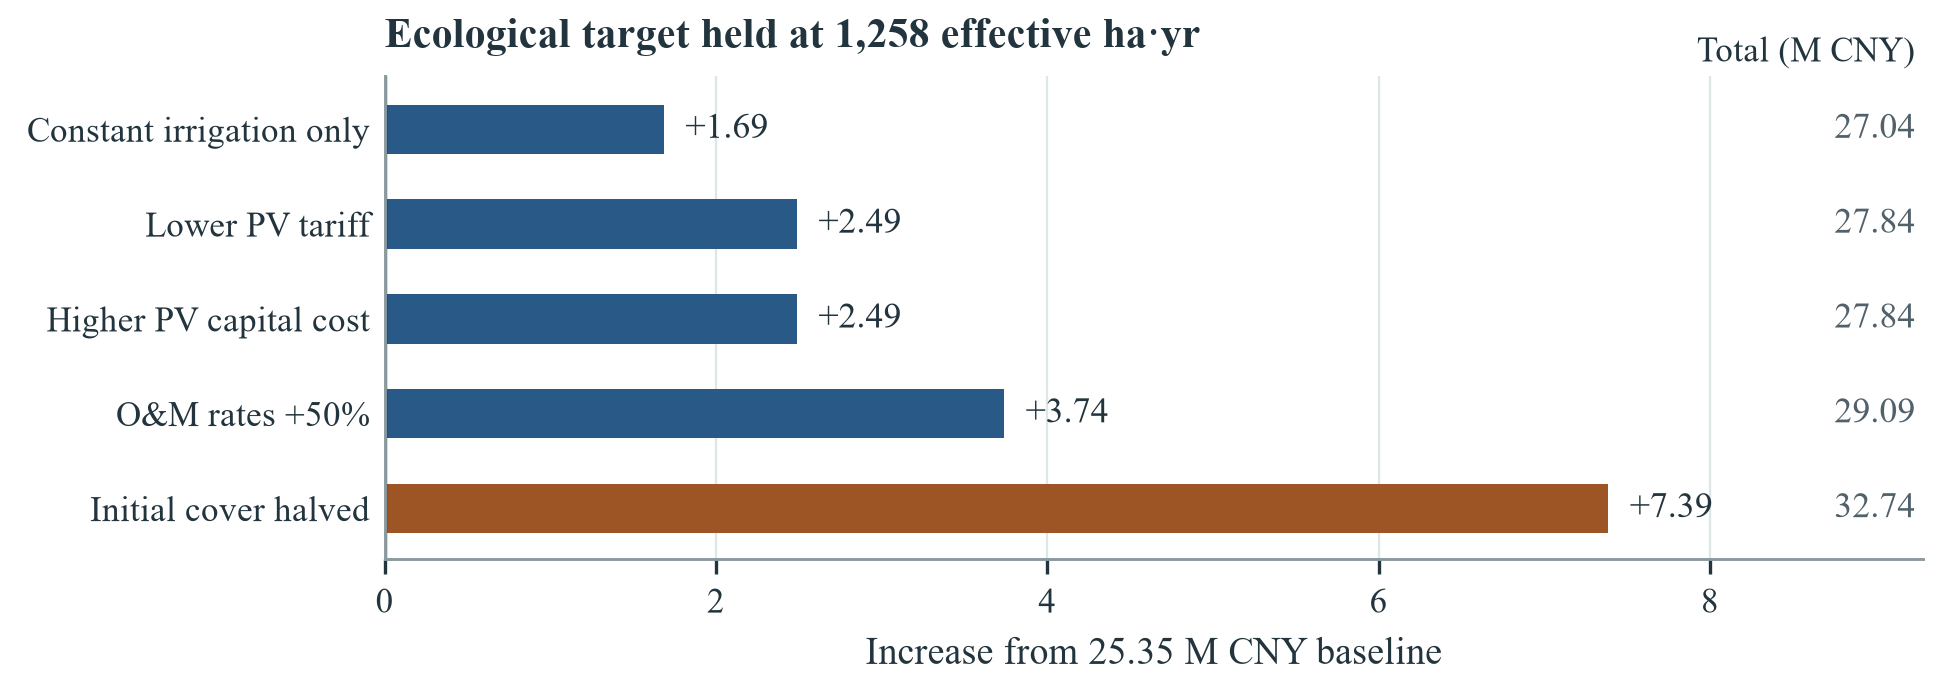 Ecological target held at 1,258 effective ha·yr
Total (M CNY)
Constant irrigation only +1.69 27.04
Lower PV tariff +2.49 27.84
Higher PV capital cost +2.49 27.84
O&M rates +50% +3.74 29.09
Initial cover halved +7.39 32.74
0 2 4 6 8
Increase from 25.35 M CNY baseline